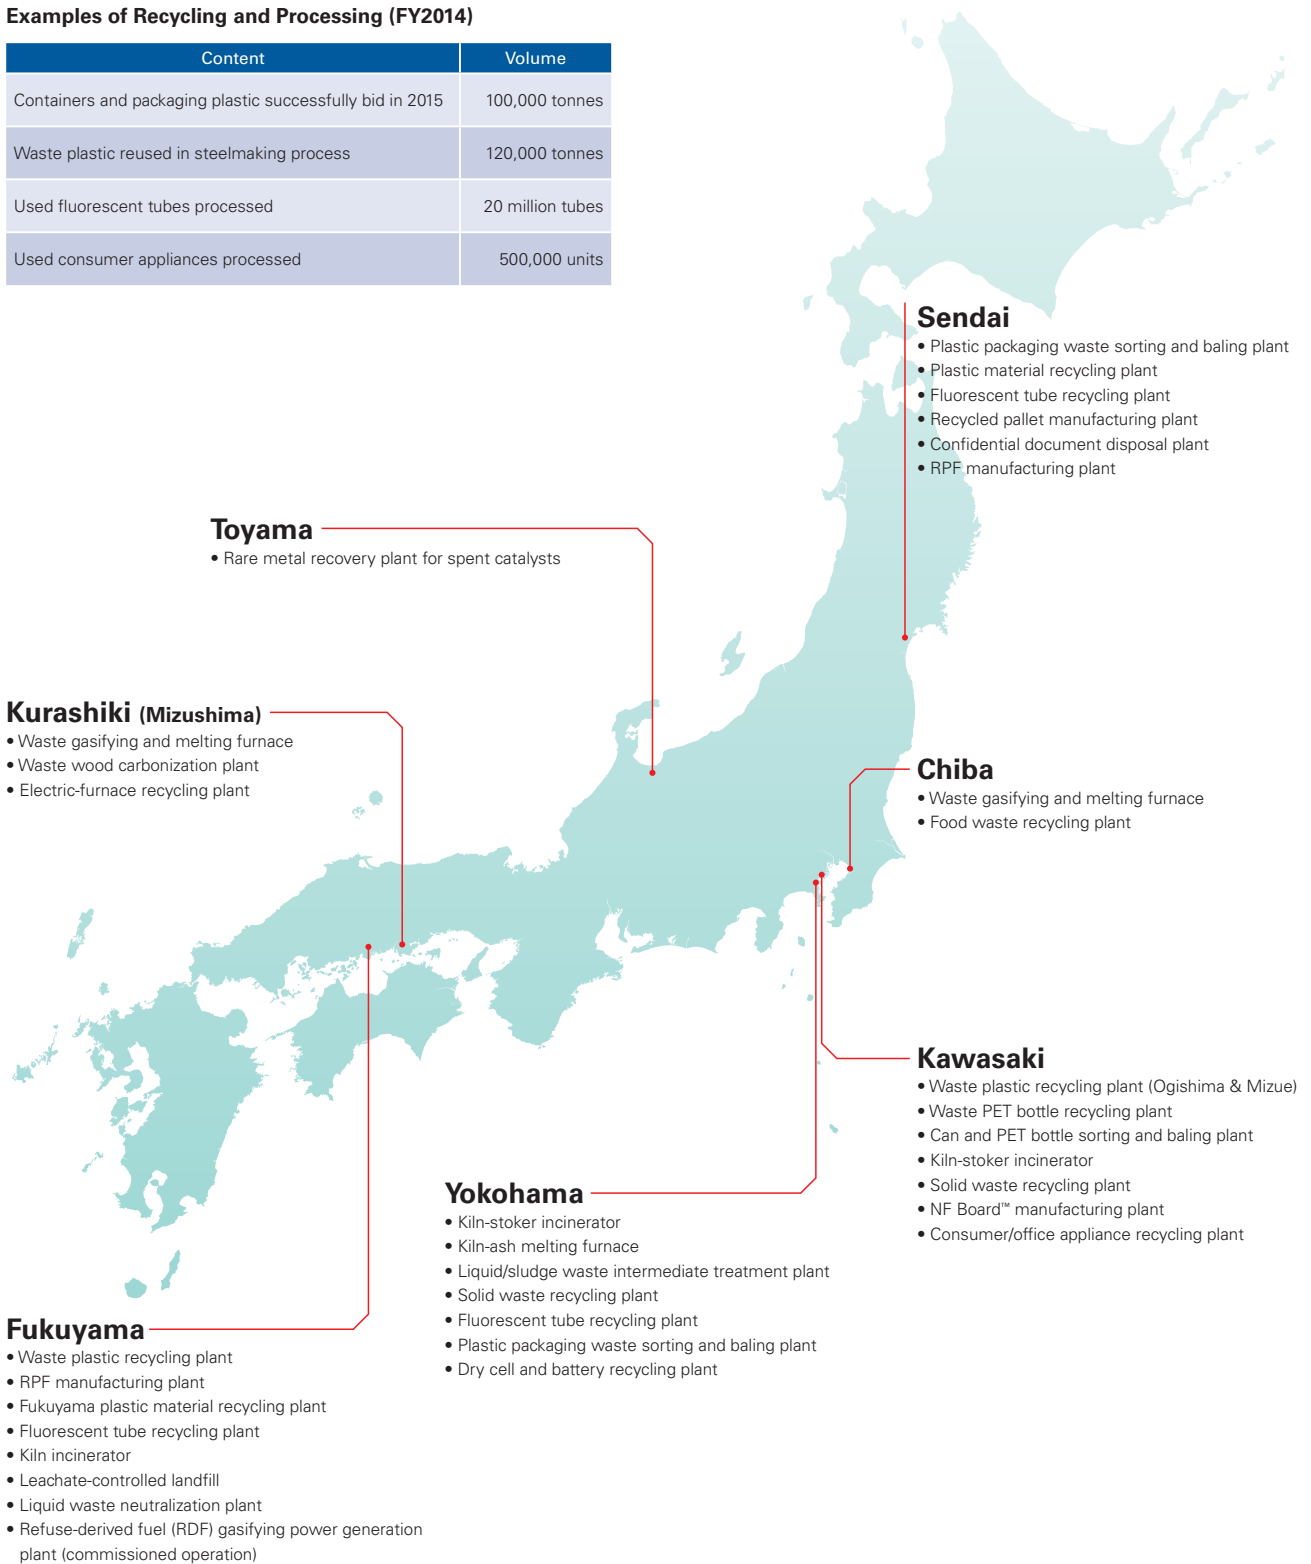 Examples of Recycling and Processing (FY2014)
Content Volume
Containers and packaging plastic successfully bid in 2015 100,000 tonnes
Waste plastic reused in steelmaking process 120,000 tonnes
Used fluorescent tubes processed 20 million tubes
Used consumer appliances processed 500,000 units
Sendai
• Plastic packaging waste sorting and baling plant
• Plastic material recycling plant
• Fluorescent tube recycling plant
• Recycled pallet manufacturing plant
• Confidential document disposal plant
• RPF manufacturing plant
Toyama
• Rare metal recovery plant for spent catalysts
Kurashiki (Mizushima)
• Waste gasifying and melting furnace
• Waste wood carbonization plant
• Electric-furnace recycling plant
Chiba
• Waste gasifying and melting furnace
• Food waste recycling plant
Kawasaki
• Waste plastic recycling plant (Ogishima & Mizue)
• Waste PET bottle recycling plant
• Can and PET bottle sorting and baling plant
• Kiln-stoker incinerator
• Solid waste recycling plant
• NF Board™ manufacturing plant
• Consumer/office appliance recycling plant
Yokohama
• Kiln-stoker incinerator
• Kiln-ash melting furnace
• Liquid/sludge waste intermediate treatment plant
• Solid waste recycling plant
• Fluorescent tube recycling plant
• Plastic packaging waste sorting and baling plant
• Dry cell and battery recycling plant
Fukuyama
• Waste plastic recycling plant
• RPF manufacturing plant
• Fukuyama plastic material recycling plant
• Fluorescent tube recycling plant
• Kiln incinerator
• Leachate-controlled landfill
• Liquid waste neutralization plant
• Refuse-derived fuel (RDF) gasifying power generation
plant (commissioned operation)